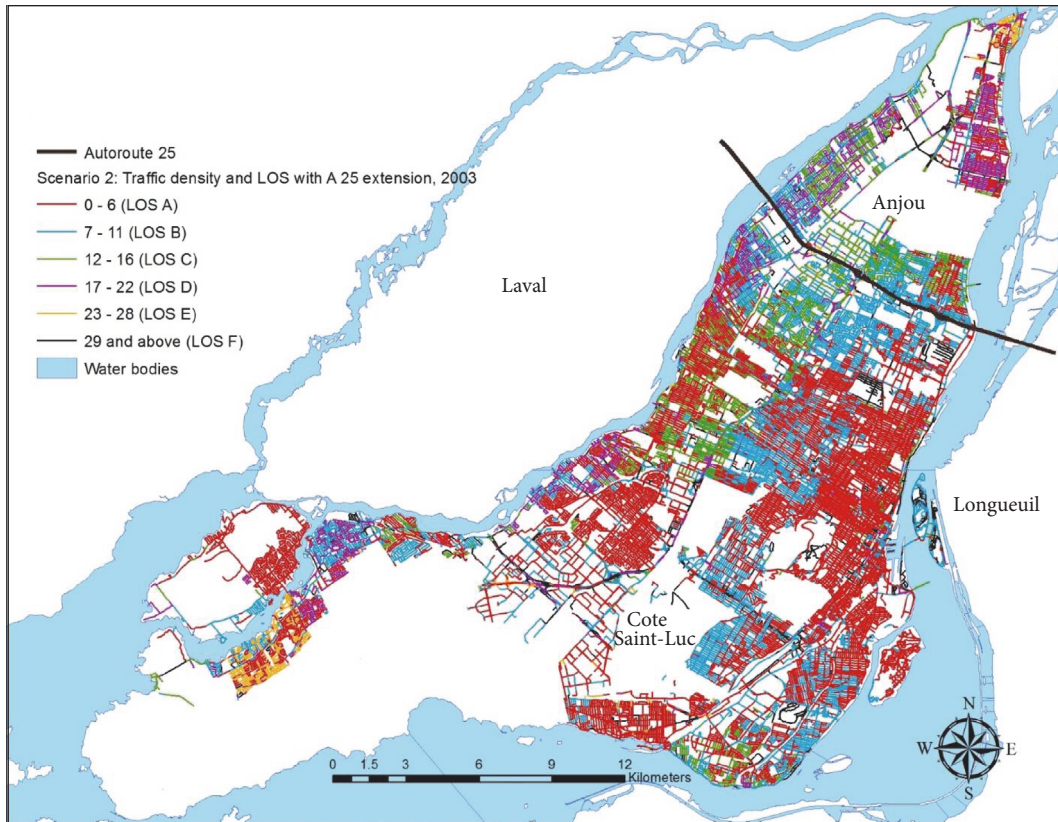 Autoroute 25
Scenario 2: Traffic density and LOS with A 25 extension, 2003
0 - 6 (LOS A)
7 - 11 (LOS B)
12 - 16 (LOS C)
17 - 22 (LOS D)
23 - 28 (LOS E)
29 and above (LOS F)
Water bodies
Anjou
Laval
Longueuil
Cote
Saint-Luc
N
W E
S
0 1.5 3 6 9 12
Kilometers